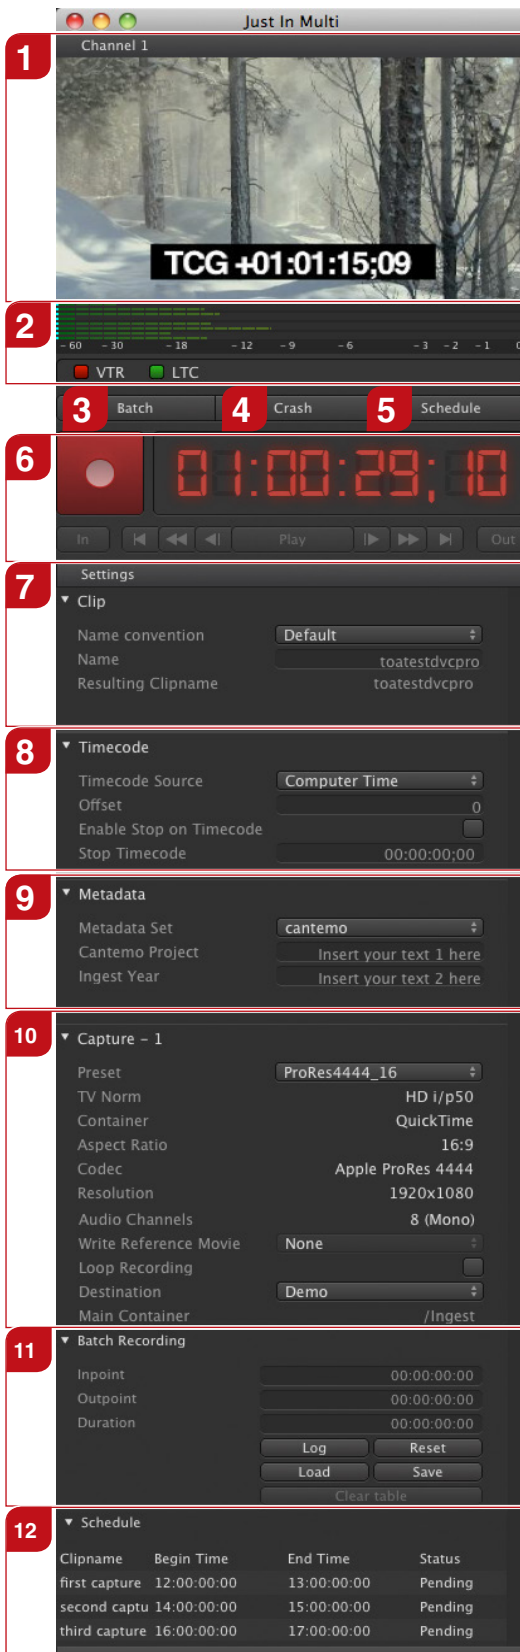 Just In Multi
1
Channel 1
TCG +01:01:15;09
2
-60 -30 -18 -12 -9 -6 -3 -2 -1 0
VTR LTC
3 Batch 4 Crash 5 Schedule
6
01:00:29;10
In Play Out
7
Settings
Clip
Name convention Default
Name toatestdvcpro
Resulting Clipname toatestdvcpro
8
Timecode
Timecode Source Computer Time
Offset 0
Enable Stop on Timecode
Stop Timecode 00:00:00;00
9
Metadata
Metadata Set cantemo
Cantemo Project Insert your text 1 here
Ingest Year Insert your text 2 here
10
Capture - 1
Preset ProRes4444_16
TV Norm HD i/p50
Container QuickTime
Aspect Ratio 16:9
Codec Apple ProRes 4444
Resolution 1920x1080
Audio Channels 8 (Mono)
Write Reference Movie None
Loop Recording
Destination Demo
Main Container /Ingest
11
Batch Recording
Inpoint 00:00:00:00
Outpoint 00:00:00:00
Duration 00:00:00:00
Log Reset
Load Save
Clear table
12
Schedule
Clipname Begin Time End Time Status
first capture 12:00:00:00 13:00:00:00 Pending
second captu 14:00:00:00 15:00:00:00 Pending
third capture 16:00:00:00 17:00:00:00 Pending